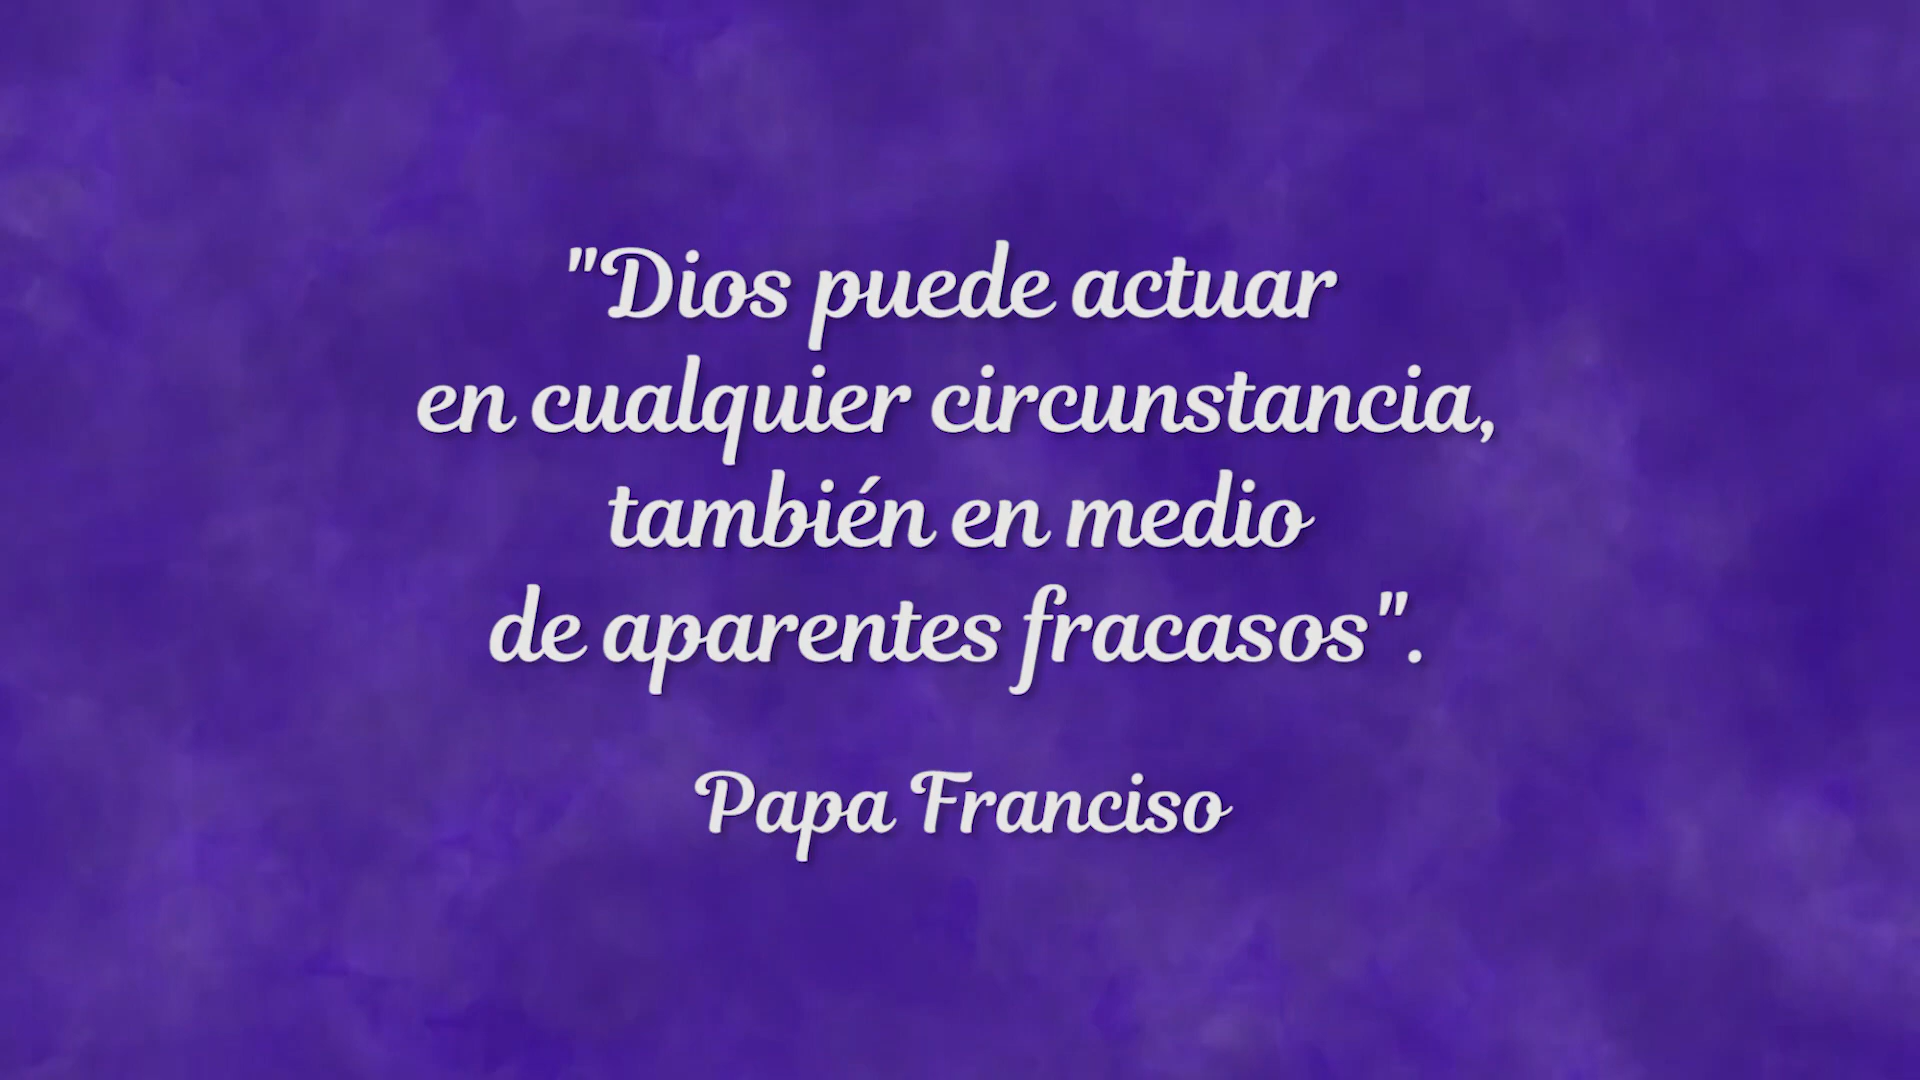 "Dios puede actuar
en cualquier circunstancia,
también en medio
de aparentes fracasos".
Papa Franciso